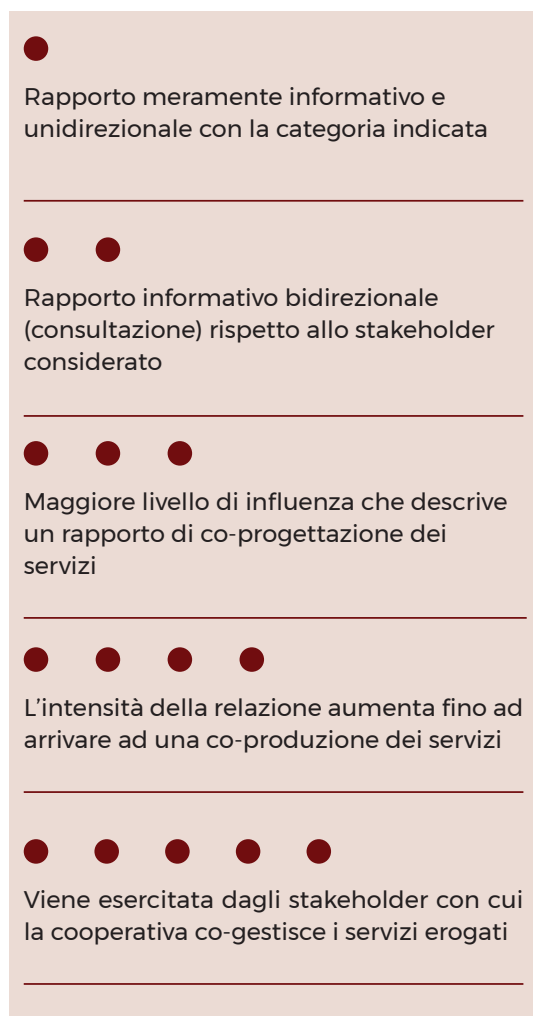 Rapporto meramente informativo e
unidirezionale con la categoria indicata
Rapporto informativo bidirezionale
(consultazione) rispetto allo stakeholder
considerato
Maggiore livello di influenza che descrive
un rapporto di co-progettazione dei
servizi
L'intensità della relazione aumenta fino ad
arrivare ad una co-produzione dei servizi
Viene esercitata dagli stakeholder con cui
la cooperativa co-gestisce i servizi erogati